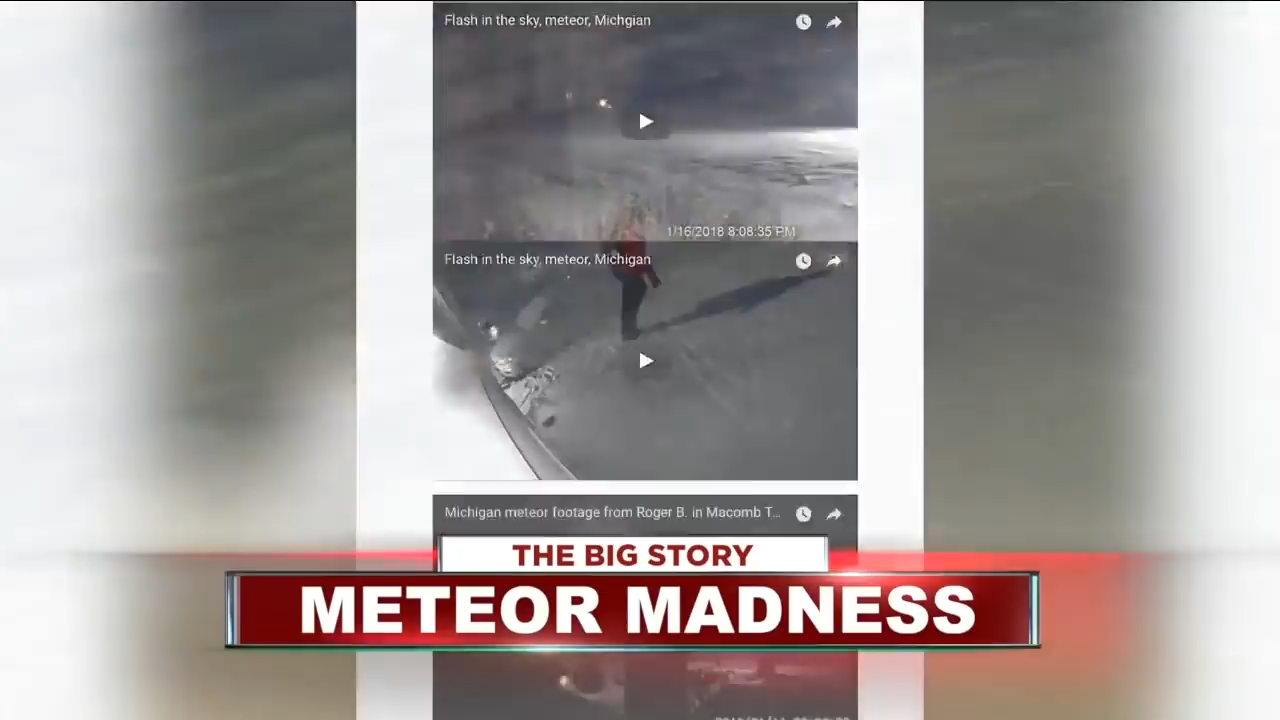 Flash in the sky, meteor, Michgian
1/16/2018 8:08:35 PM
Flash in the sky, meteor, Michigan
Michigan meteor footage from Roger B. in Macomb T...
THE BIG STORY
METEOR MADNESS